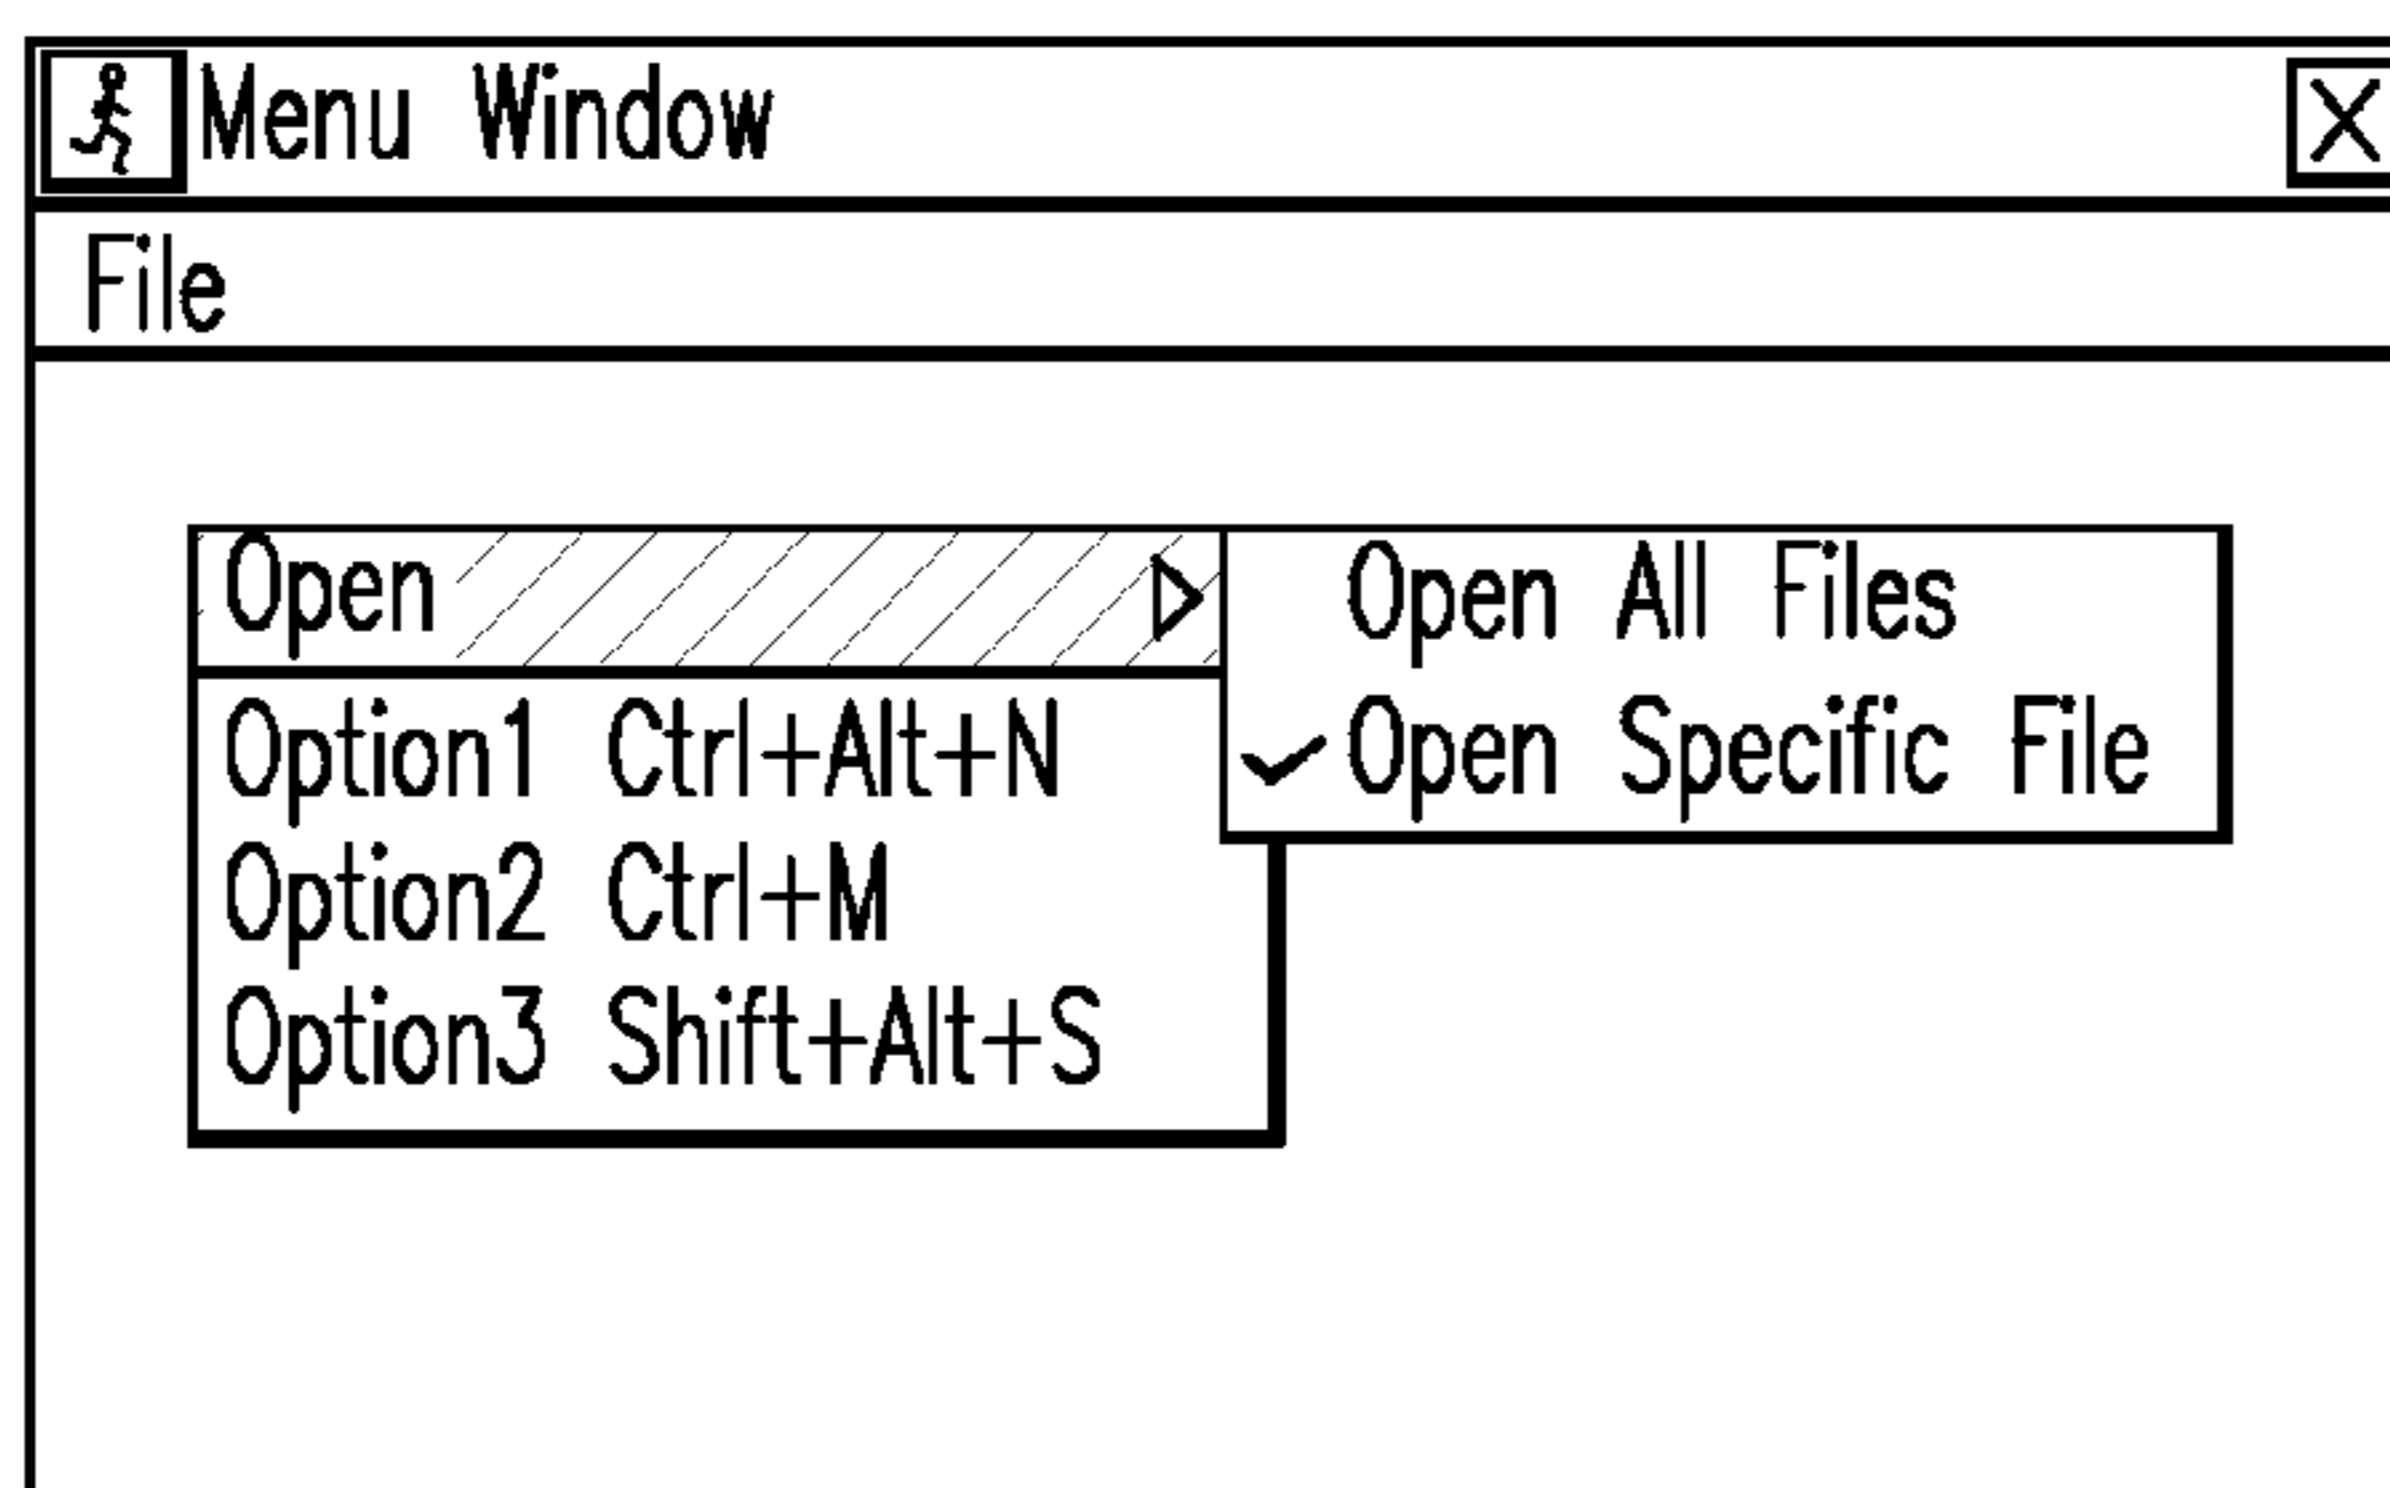 Menu Window
File
Open
Option1 Ctrl+Alt+N
Option2 Ctrl+M
Option3 Shift+Alt+S
Open All Files
Open Specific File